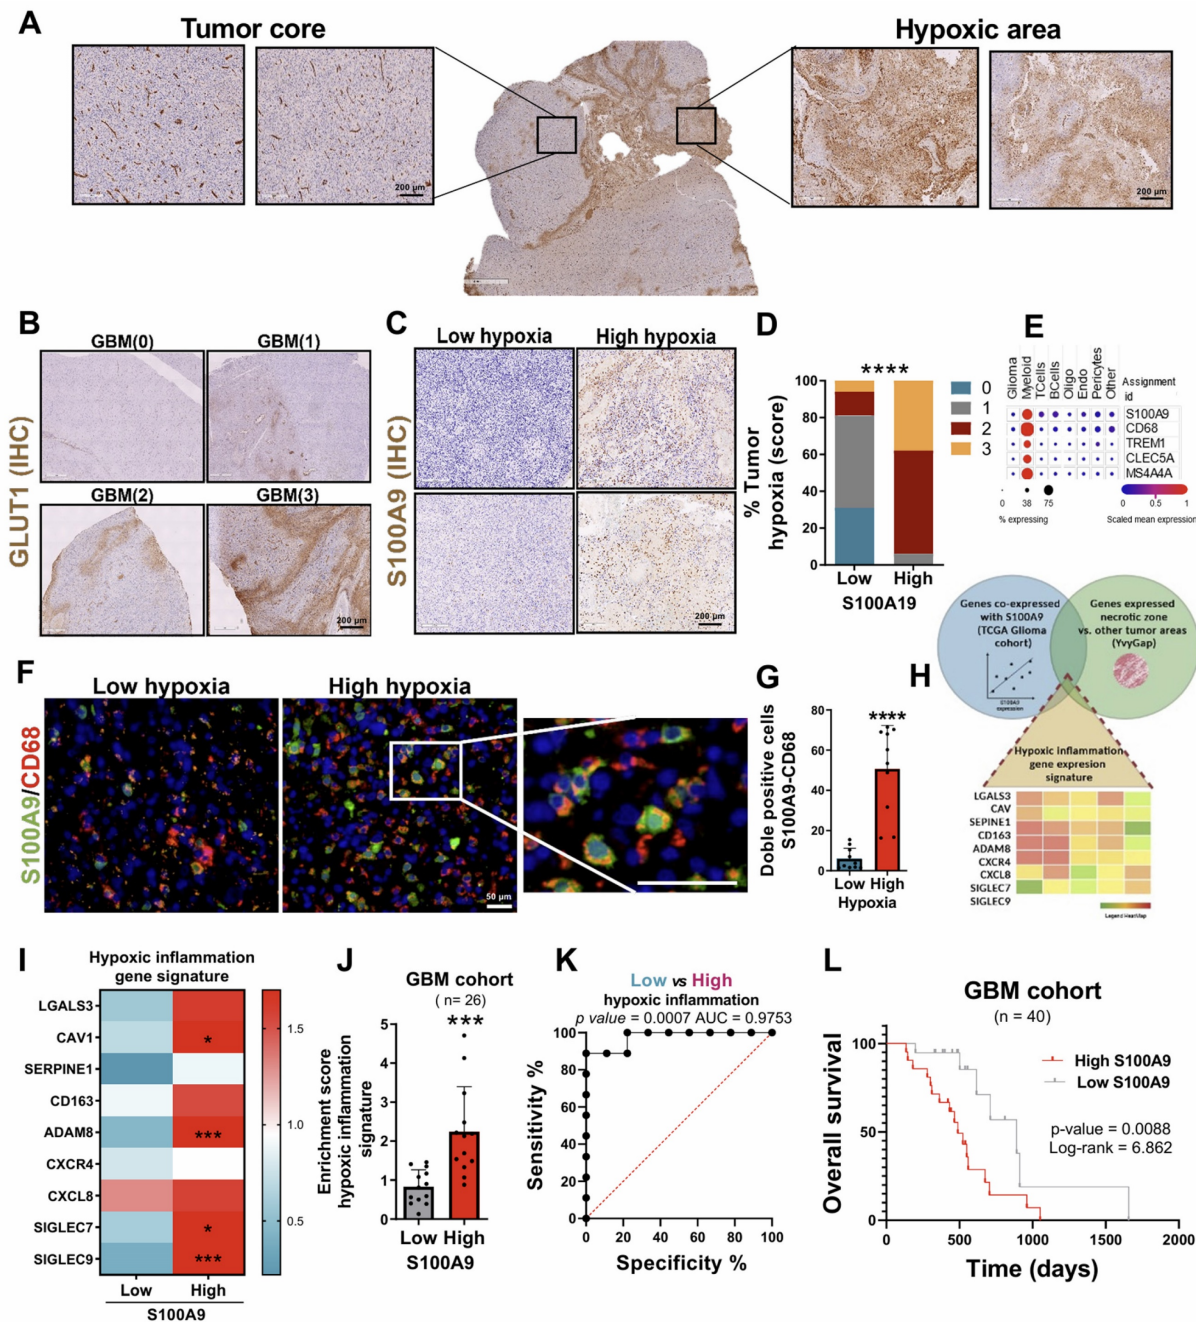 A
Tumor core
Hypoxic area
200 µm
200 µm
B
GBM(0)
GBM(1)
GBM(2)
GBM(3)
GLUT1 (IHC)
200 µm
C
Low hypoxia
High hypoxia
S100A9 (IHC)
200 µm
D
****
% Tumor
hypoxia (score)
100
80
60
40
20
0
Low
High
S100A19
0
1
2
3
E
Glioma
Myeloid
TCells
BCells
Oligo
Endo
Pericytes
Other
Assignment
id
S100A9
CD68
TREM1
CLEC5A
MS4A4A
0
38
75
% expressing
0
0.5
1
Scaled mean expression
F
Low hypoxia
High hypoxia
S100A9/CD68
50 µm
G
Doble positive cells
S100A9-CD68
80
60
40
20
0
****
Low High
Hypoxia
H
Genes co-expressed
with S100A9
(TCGA Glioma
cohort)
S100A9
expression
Genes expressed
necrotic zone
vs. other tumor areas
(YvyGap)
Hypoxic inflammation
gene expresion
signature
LGALS3
CAV
SEPINE1
CD163
ADAM8
CXCR4
CXCL8
SIGLEC7
SIGLEC9
Legend HeatMap
I
Hypoxic inflammation
gene signature
LGALS3
CAV1
*
SERPINE1
CD163
ADAM8
***
CXCR4
CXCL8
SIGLEC7
*
SIGLEC9
***
Low
High
S100A9
1.5
1.0
0.5
J
GBM cohort
( n= 26)
***
Enrichment score
hypoxic inflammation
signature
5
4
3
2
1
0
Low High
S100A9
K
Low vs High
hypoxic inflammation
p value = 0.0007 AUC = 0.9753
Sensitivity %
100
80
60
40
20
0
0
20
40
60
80
100
Specificity %
L
GBM cohort
(n = 40)
Overall survival
100
50
0
High S100A9
Low S100A9
p-value = 0.0088
Log-rank = 6.862
0
500
1000
1500
2000
Time (days)